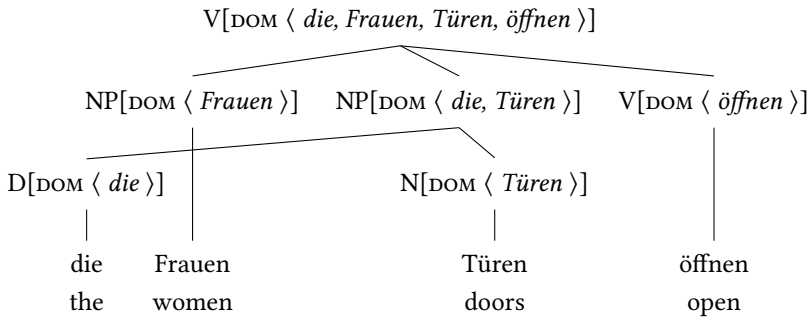 V[DOM ⟨ die, Frauen, Türen, öffnen ⟩]
NP[DOM ⟨ Frauen ⟩] NP[DOM ⟨ die, Türen ⟩] V[DOM ⟨ öffnen ⟩]
D[DOM ⟨ die ⟩] N[DOM ⟨ Türen ⟩]
die Frauen Türen öffnen
the women doors open